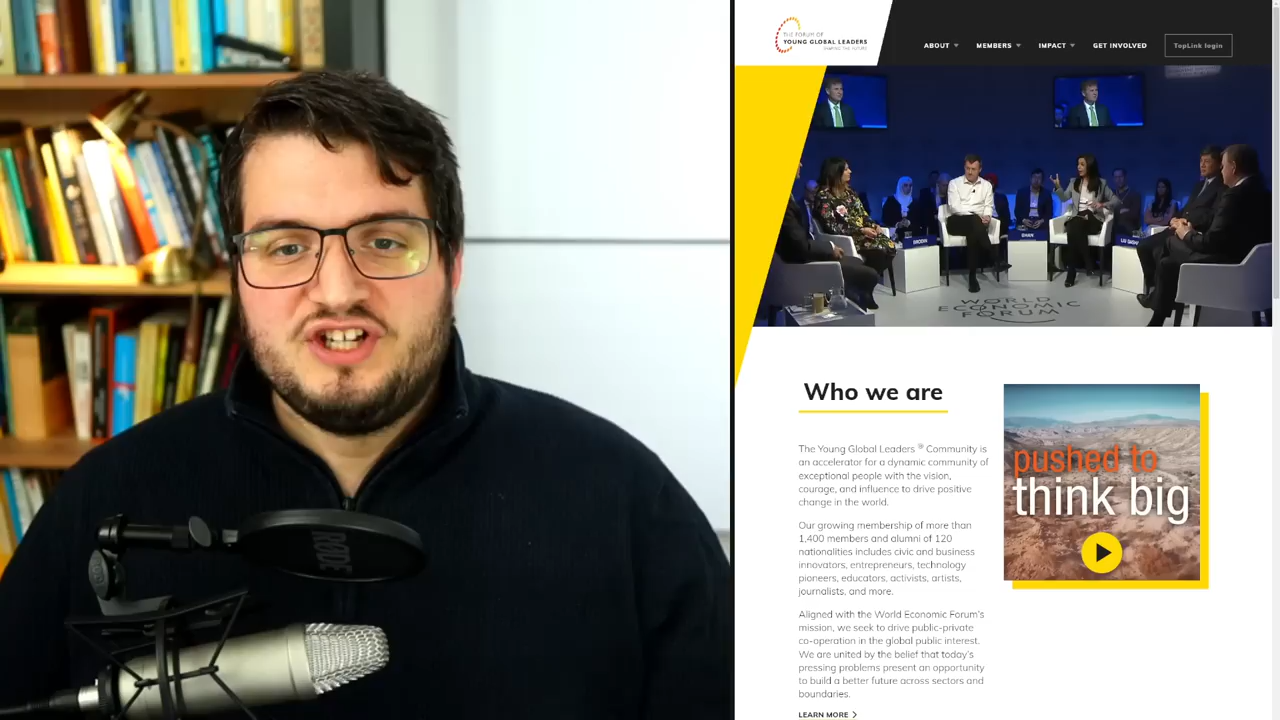 THE FORUM OF
YOUNG GLOBAL LEADERS
SHAPING THE FUTURE
ABOUT
MEMBERS
IMPACT
GET INVOLVED
TopLink login
WORLD
ECONOMIC
FORUM
Who we are
The Young Global Leaders ® Community is
an accelerator for a dynamic community of
exceptional people with the vision,
courage, and influence to drive positive
change in the world.
Our growing membership of more than
1,400 members and alumni of 120
nationalities includes civic and business
innovators, entrepreneurs, technology
pioneers, educators, activists, artists,
journalists, and more.
Aligned with the World Economic Forum's
mission, we seek to drive public-private
co-operation in the global public interest.
We are united by the belief that today's
pressing problems present an opportunity
to build a better future across sectors and
boundaries.
LEARN MORE
pushed to
think big
RØDE